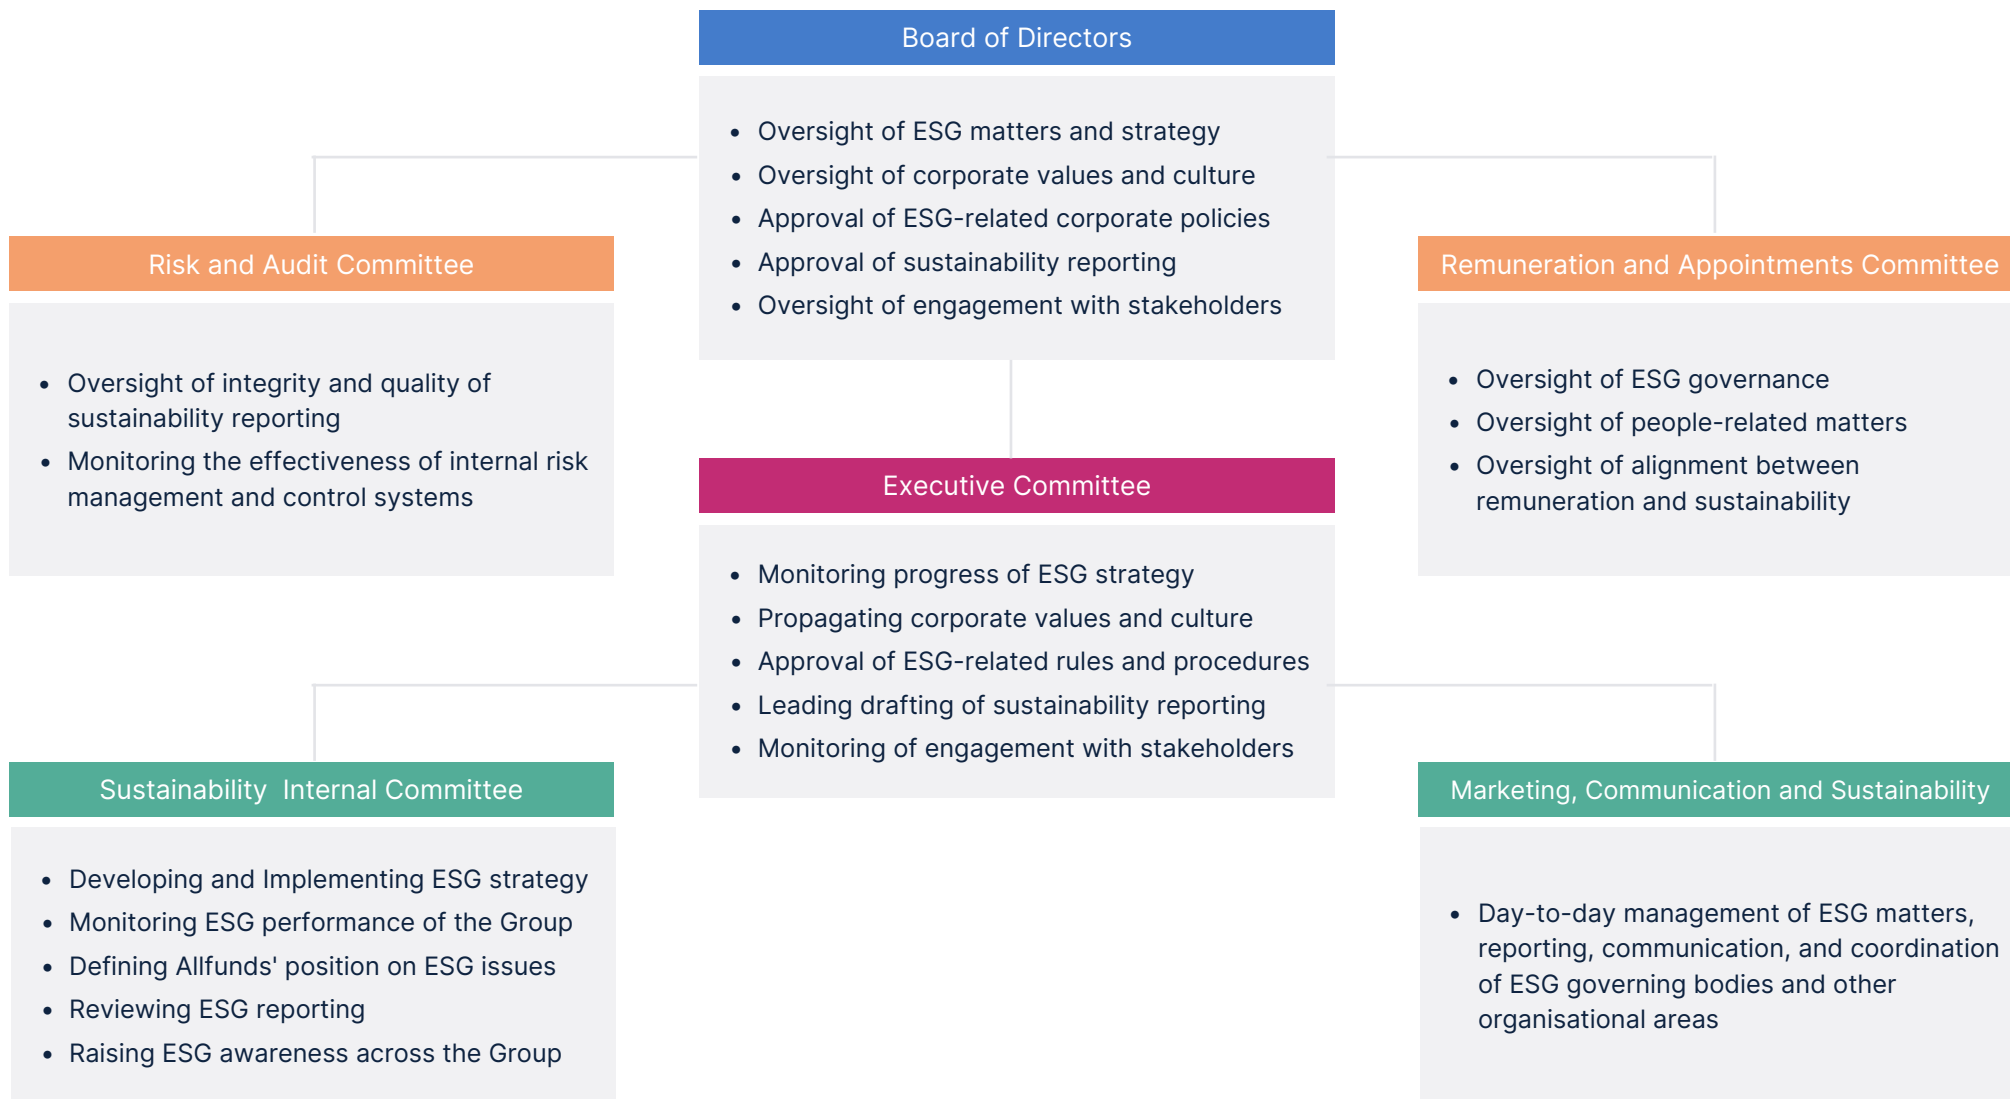 Board of Directors
• Oversight of ESG matters and strategy
• Oversight of corporate values and culture
• Approval of ESG-related corporate policies
• Approval of sustainability reporting
• Oversight of engagement with stakeholders
Risk and Audit Committee
• Oversight of integrity and quality of
sustainability reporting
• Monitoring the effectiveness of internal risk
management and control systems
Remuneration and Appointments Committee
• Oversight of ESG governance
• Oversight of people-related matters
• Oversight of alignment between
remuneration and sustainability
Executive Committee
• Monitoring progress of ESG strategy
• Propagating corporate values and culture
• Approval of ESG-related rules and procedures
• Leading drafting of sustainability reporting
• Monitoring of engagement with stakeholders
Sustainability  Internal Committee
• Developing and Implementing ESG strategy
• Monitoring ESG performance of the Group
• Defining Allfunds' position on ESG issues
• Reviewing ESG reporting
• Raising ESG awareness across the Group
Marketing, Communication and Sustainability
• Day-to-day management of ESG matters,
reporting, communication, and coordination
of ESG governing bodies and other
organisational areas